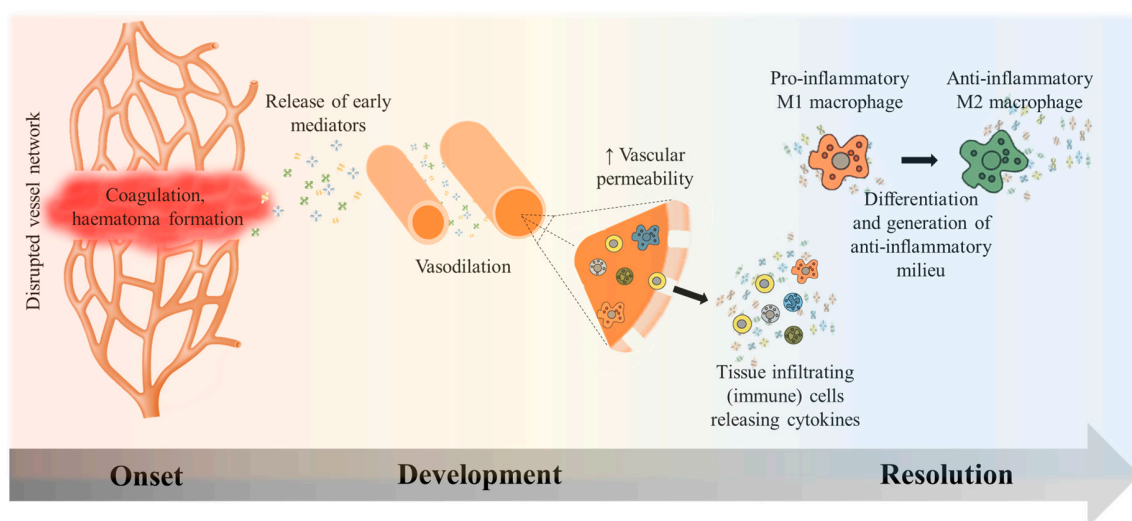 Disrupted vessel network
Coagulation,
haematoma formation
Release of early
mediators
Vasodilation
↑ Vascular
permeability
Tissue infiltrating
(immune) cells
releasing cytokines
Pro-inflammatory
M1 macrophage
Anti-inflammatory
M2 macrophage
Differentiation
and generation of
anti-inflammatory
milieu
Onset
Development
Resolution